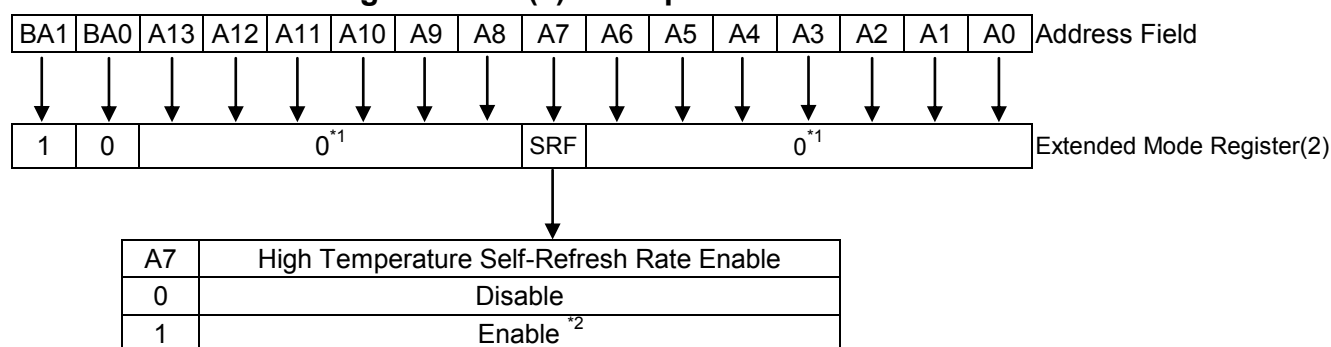 BA1 BA0 A13 A12 A11 A10 A9 A8 A7 A6 A5 A4 A3 A2 A1 A0 Address Field
1 0 0*1 SRF 0*1 Extended Mode Register(2)
A7 High Temperature Self-Refresh Rate Enable
0 Disable
1 Enable *2